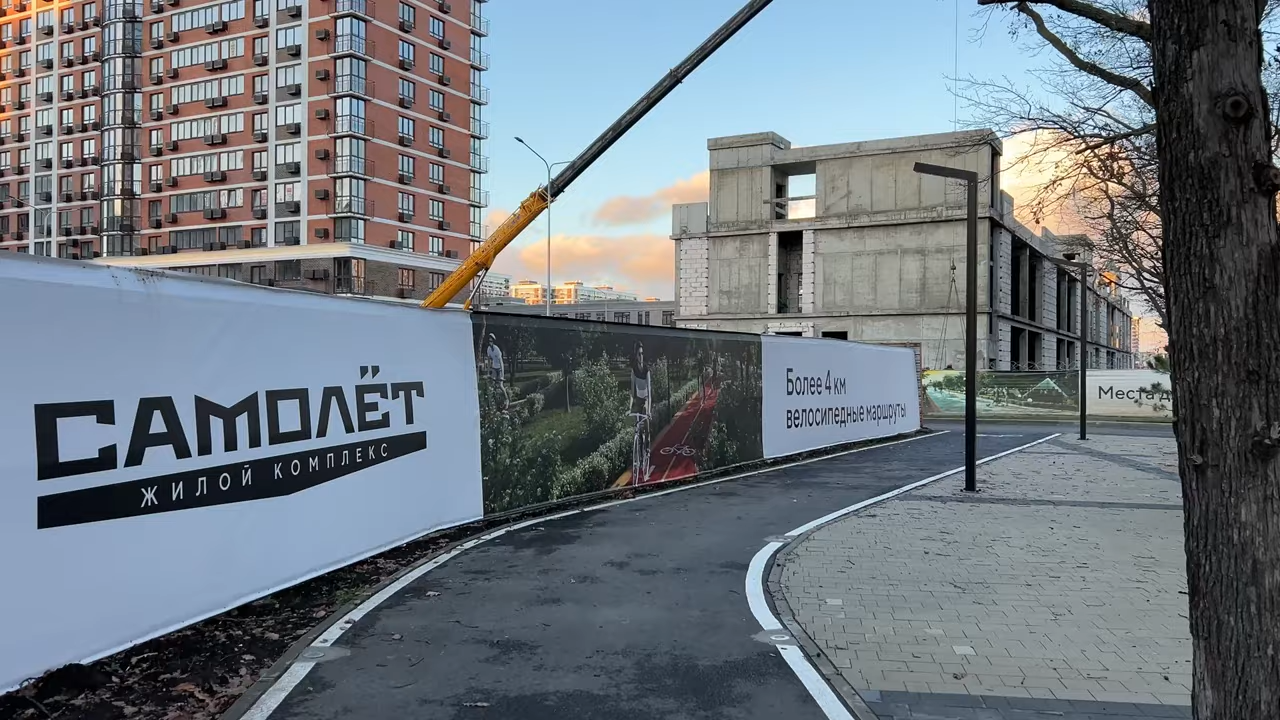 САМОЛЁТ
ЖИЛОЙ КОМПЛЕКС
Более 4 км
велосипедные маршруты
Места д